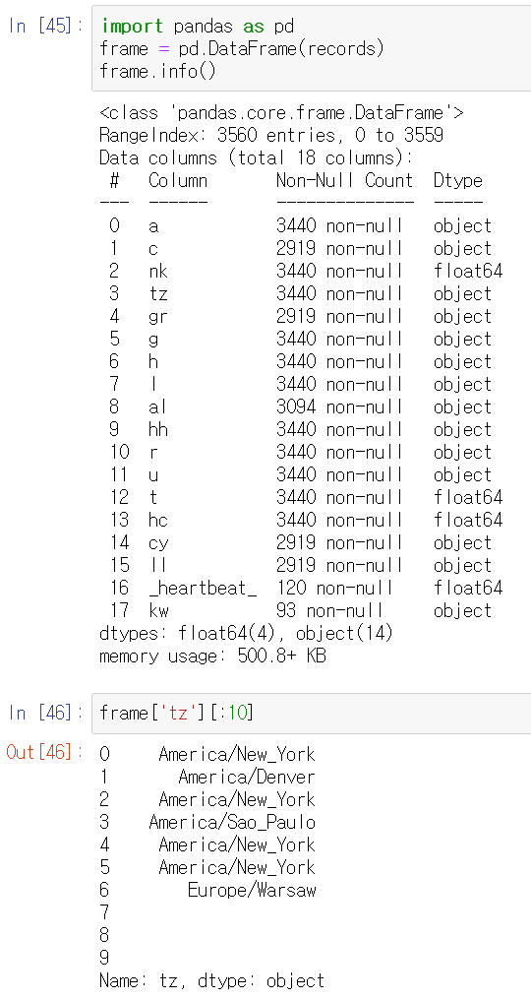 In [45]: import pandas as pd
frame = pd.DataFrame(records)
frame.info()
<class 'pandas.core.frame.DataFrame'>
RangeIndex: 3560 entries, 0 to 3559
Data columns (total 18 columns):
 #   Column       Non-Null Count  Dtype
---  ------       --------------  -----
 0   a            3440 non-null   object
 1   c            2919 non-null   object
 2   nk           3440 non-null   float64
 3   tz           3440 non-null   object
 4   gr           2919 non-null   object
 5   g            3440 non-null   object
 6   h            3440 non-null   object
 7   l            3440 non-null   object
 8   al           3094 non-null   object
 9   hh           3440 non-null   object
 10  r            3440 non-null   object
 11  u            3440 non-null   object
 12  t            3440 non-null   float64
 13  hc           3440 non-null   float64
 14  cy           2919 non-null   object
 15  ll           2919 non-null   object
 16  _heartbeat_  120 non-null    float64
 17  kw           93 non-null     object
dtypes: float64(4), object(14)
memory usage: 500.8+ KB
In [46]: frame['tz'][:10]
Out[46]: 0     America/New_York
1       America/Denver
2     America/New_York
3    America/Sao_Paulo
4     America/New_York
5     America/New_York
6        Europe/Warsaw
7
8
9
Name: tz, dtype: object